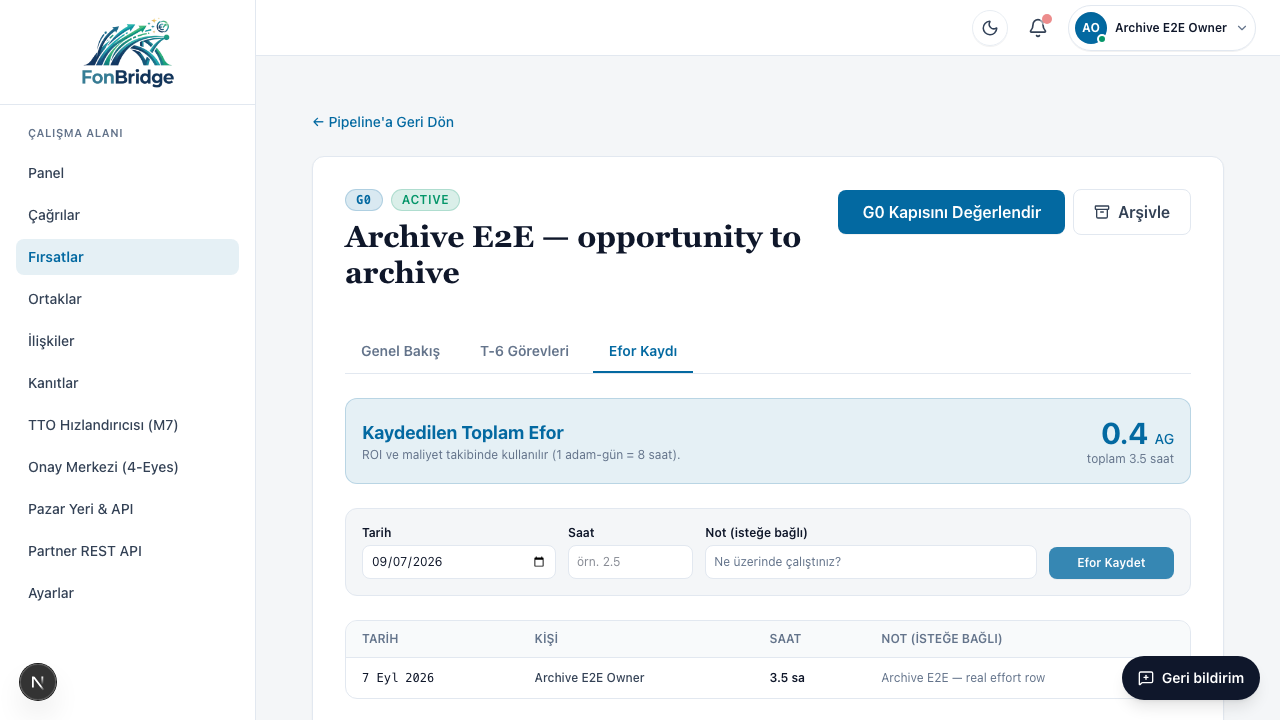 FonBridge
AO
Archive E2E Owner
ÇALIŞMA ALANI
Panel
Çağrılar
Fırsatlar
Ortaklar
İlişkiler
Kanıtlar
TTO Hızlandırıcısı (M7)
Onay Merkezi (4-Eyes)
Pazar Yeri & API
Partner REST API
Ayarlar
N
← Pipeline'a Geri Dön
G0 ACTIVE
Archive E2E — opportunity to
archive
G0 Kapısını Değerlendir
Arşivle
Genel Bakış T-6 Görevleri Efor Kaydı
Kaydedilen Toplam Efor
ROI ve maliyet takibinde kullanılır (1 adam-gün = 8 saat).
0.4 AG
toplam 3.5 saat
Tarih Saat Not (isteğe bağlı)
09/07/2026 örn. 2.5 Ne üzerinde çalıştınız? Efor Kaydet
TARİH KİŞİ SAAT NOT (İSTEĞE BAĞLI)
7 Eyl 2026 Archive E2E Owner 3.5 sa Archive E2E — real effort row
Geri bildirim